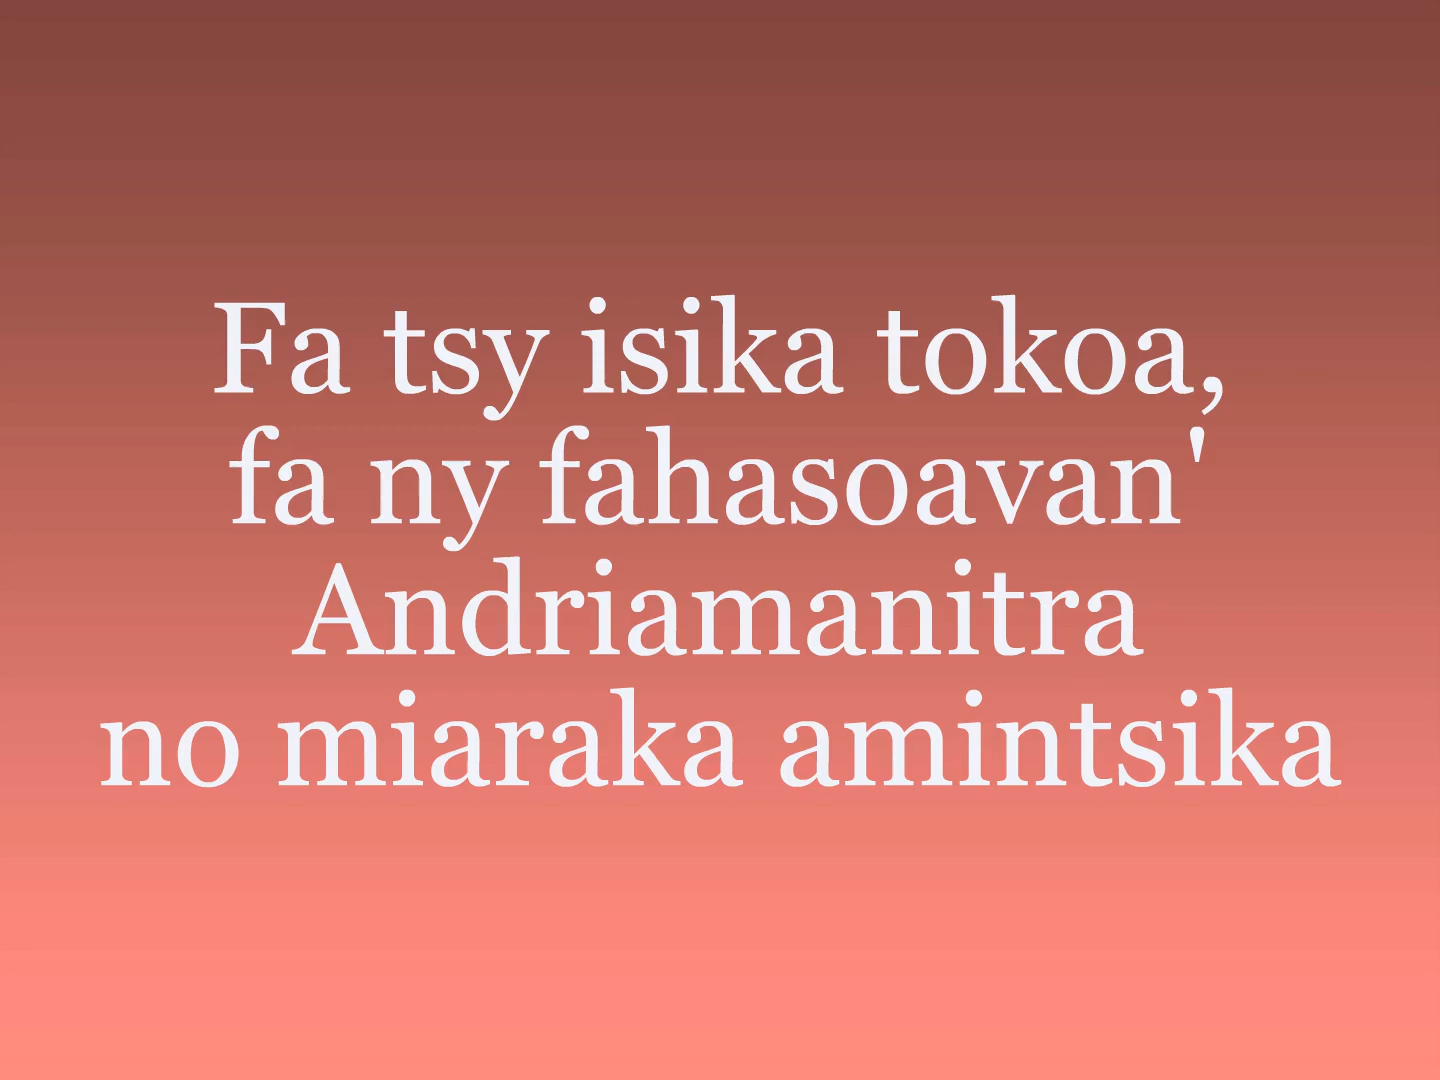 Fa tsy isika tokoa,
fa ny fahasoavan'
Andriamanitra
no miaraka amintsika